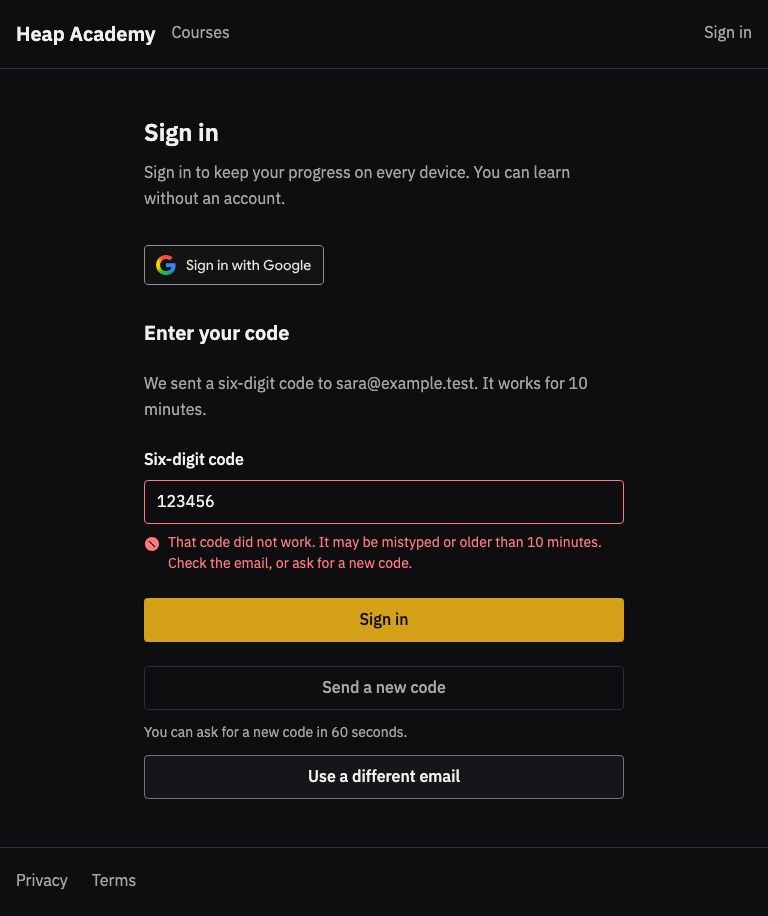 Heap Academy Courses Sign in
Sign in
Sign in to keep your progress on every device. You can learn
without an account.
Sign in with Google
Enter your code
We sent a six-digit code to sara@example.test. It works for 10
minutes.
Six-digit code
123456
That code did not work. It may be mistyped or older than 10 minutes.
Check the email, or ask for a new code.
Sign in
Send a new code
You can ask for a new code in 60 seconds.
Use a different email
Privacy Terms